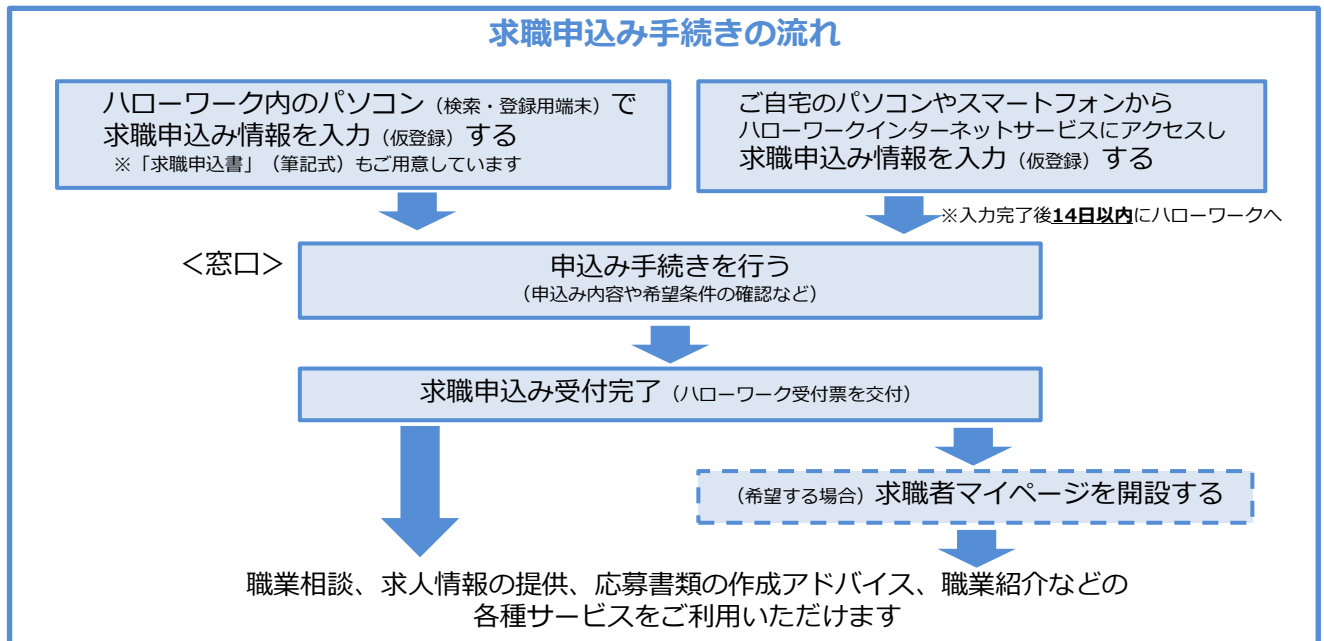 求職申込み手続きの流れ
ハローワーク内のパソコン（検索・登録用端末）で
求職申込み情報を入力（仮登録）する
※「求職申込書」（筆記式）もご用意しています
ご自宅のパソコンやスマートフォンから
ハローワークインターネットサービスにアクセスし
求職申込み情報を入力（仮登録）する
※入力完了後14日以内にハローワークへ
＜窓口＞
申込み手続きを行う
（申込み内容や希望条件の確認など）
求職申込み受付完了（ハローワーク受付票を交付）
（希望する場合）求職者マイページを開設する
職業相談、求人情報の提供、応募書類の作成アドバイス、職業紹介などの
各種サービスをご利用いただけます